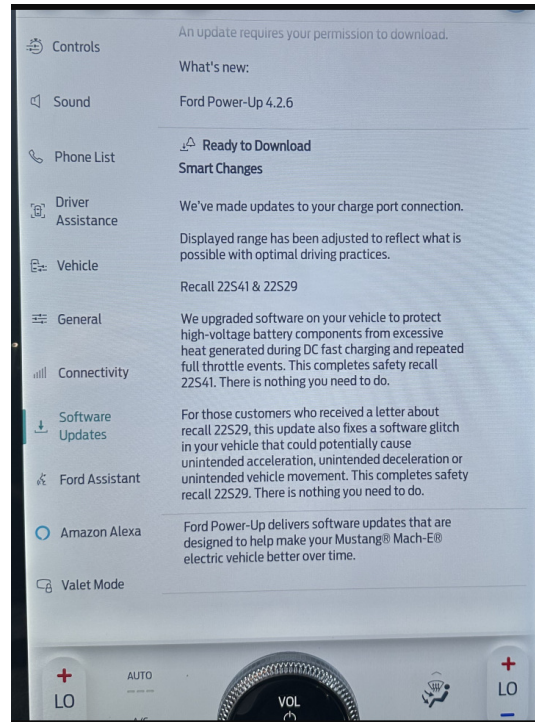 An update requires your permission to download.
Controls
What's new:
Sound
Ford Power-Up 4.2.6
Ready to Download
Phone List
Smart Changes
Driver
Assistance
We've made updates to your charge port connection.
Displayed range has been adjusted to reflect what is
possible with optimal driving practices.
Vehicle
Recall 22S41 & 22S29
General
We upgraded software on your vehicle to protect
high-voltage battery components from excessive
heat generated during DC fast charging and repeated
full throttle events. This completes safety recall
22S41. There is nothing you need to do.
Connectivity
Software
Updates
For those customers who received a letter about
recall 22S29, this update also fixes a software glitch
in your vehicle that could potentially cause
unintended acceleration, unintended deceleration or
unintended vehicle movement. This completes safety
recall 22S29. There is nothing you need to do.
Ford Assistant
Amazon Alexa
Ford Power-Up delivers software updates that are
designed to help make your Mustang® Mach-E®
electric vehicle better over time.
Valet Mode
+
LO
AUTO
VOL
+
LO